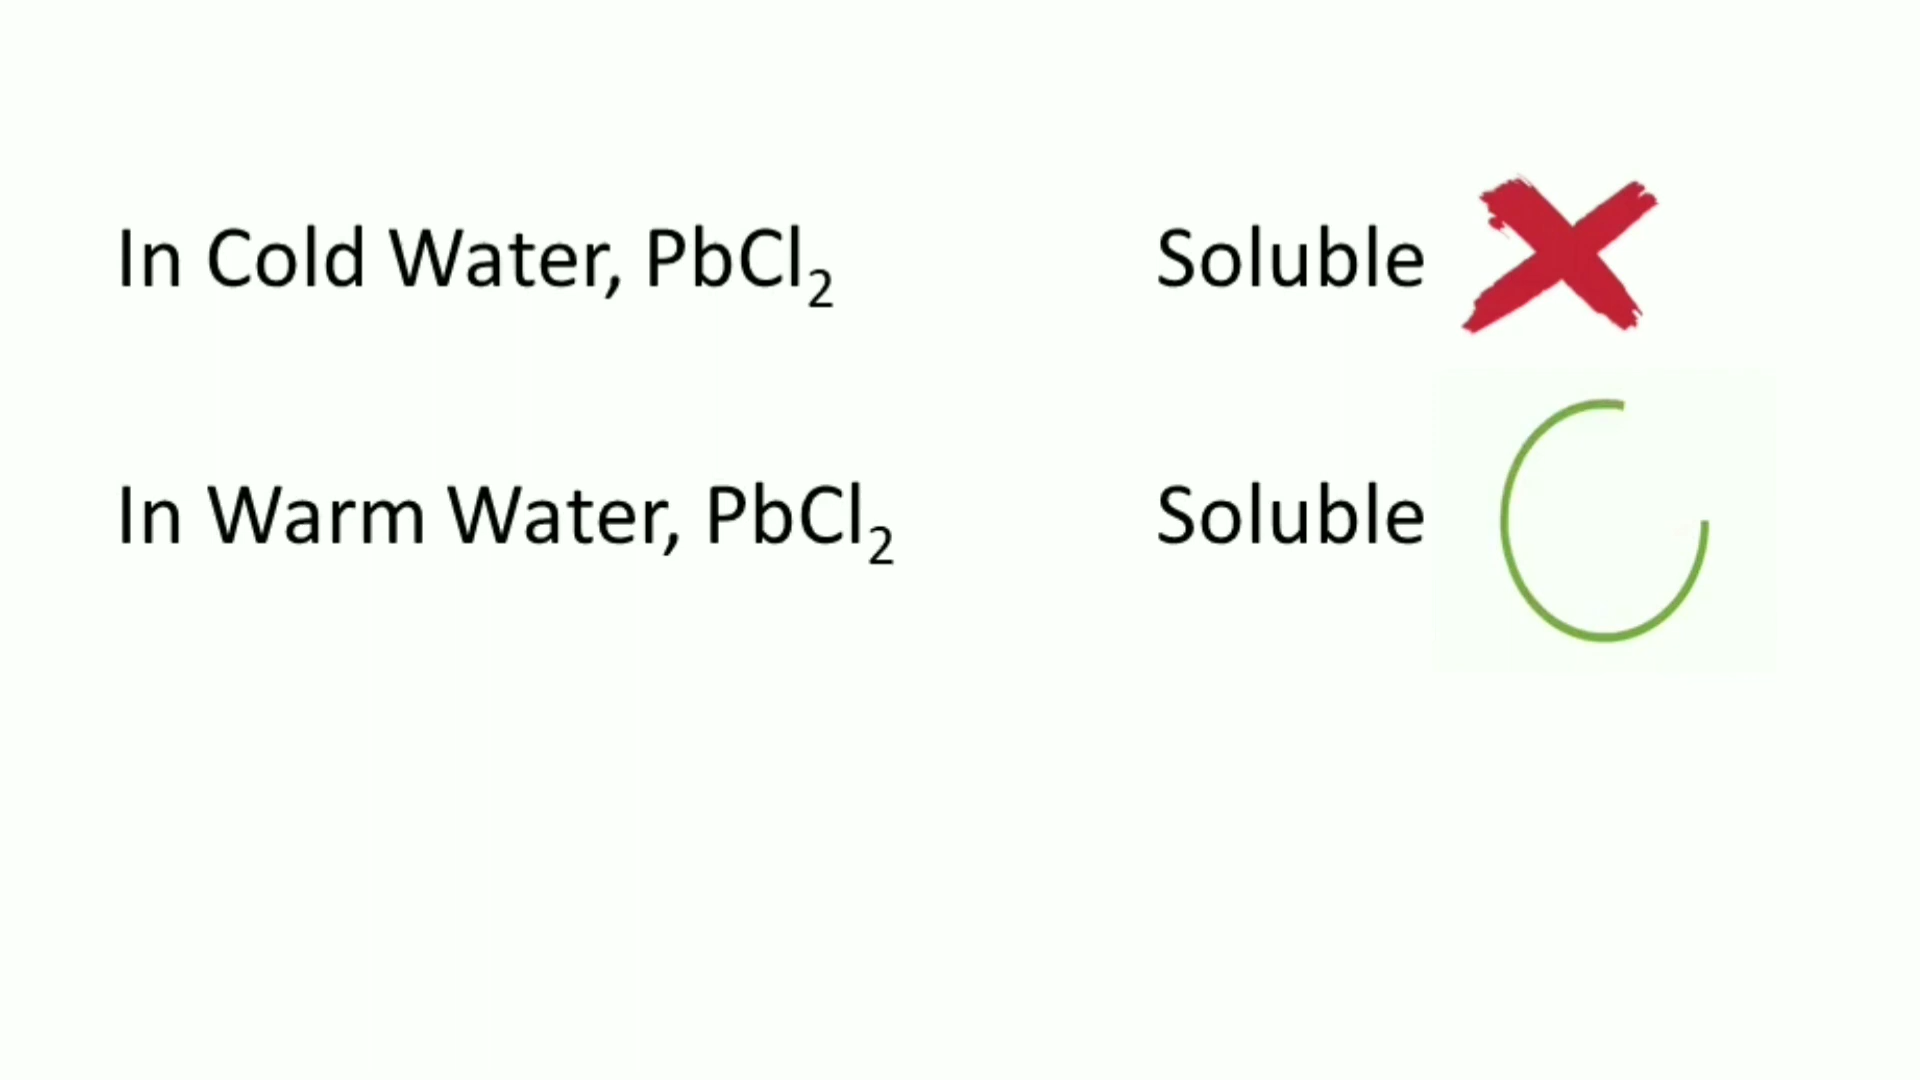 In Cold Water, PbCl₂ Soluble
In Warm Water, PbCl₂ Soluble